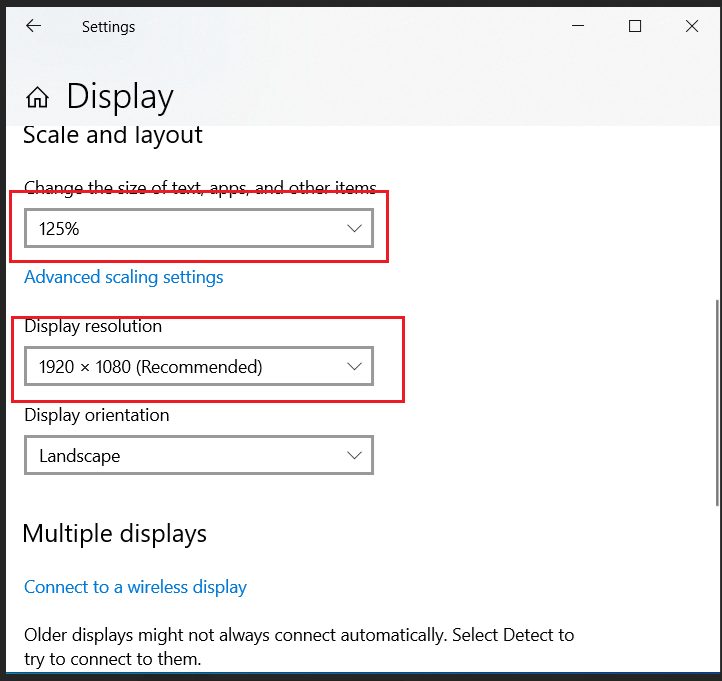 Settings
Display
Scale and layout
Change the size of text, apps, and other items
125%
Advanced scaling settings
Display resolution
1920 × 1080 (Recommended)
Display orientation
Landscape
Multiple displays
Connect to a wireless display
Older displays might not always connect automatically. Select Detect to
try to connect to them.